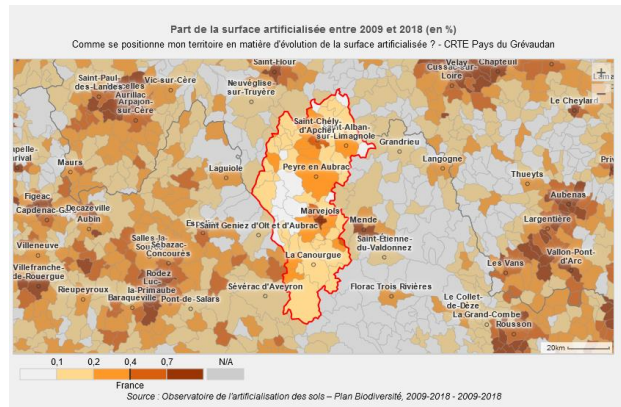 Part de la surface artificialisée entre 2009 et 2018 (en %)
Comme se positionne mon territoire en matière d'évolution de la surface artificialisée ? - CRTE Pays du Grévaudan
Saint-Flour
Velay
Chapteuil
Cussac-sur-
Loire
Saint-Paul-
des-Landes
Vic-sur-Cère
Aurillac
Arpajon-
sur-Cère
Neuvéglise-
sur-Truyère
+
−
Le Cheylard
Saint-Chély-
d'Apcher
Saint-Alban-
sur-Limagnole
Grandrieu
Langogne
Maurs
Laguiole
Peyre en Aubrac
Thueyts
Figeac
Capdenac-G
Decazeville
Aubin
Aubenas
Largentière
Marvejols
Mende
Saint Geniez d'Olt et d'Aubrac
Saint-Étienne-
du-Valdonnez
Villeneuve
Salles-la-
Sébazac-
Concourès
Vallon-Pont-
d'Arc
La Canourgue
Les Vans
Villefranche-
de-Rouergue
Rodez
Luc-
la-Primaube
Rieupeyroux
Baraqueville
Pont-de-Salars
Sévérac d'Aveyron
Florac Trois Rivières
Le Collet-
de-Dèze
La Grand-Combe
Rousson
20km
0,1 0,2 0,4 0,7 N/A
France
Source : Observatoire de l'artificialisation des sols – Plan Biodiversité, 2009-2018 - 2009-2018